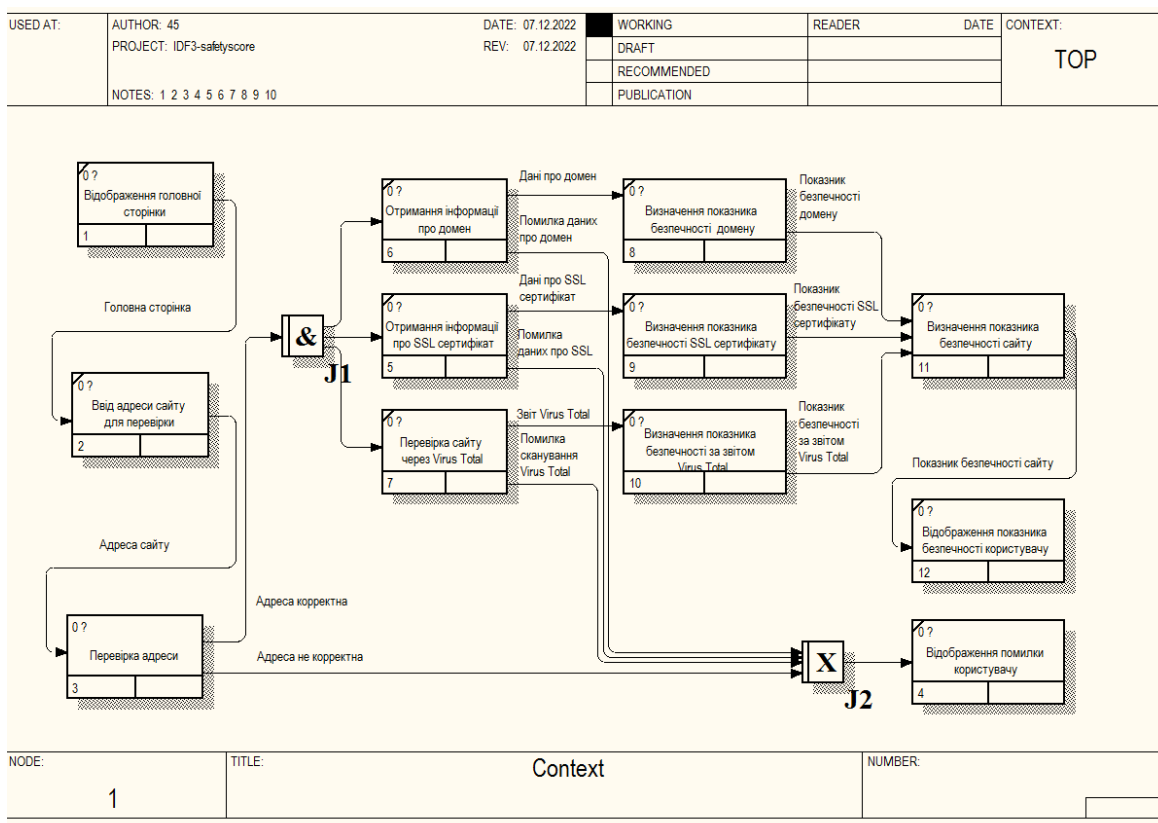 USED AT:
AUTHOR: 45
DATE: 07.12.2022
PROJECT: IDF3-safetyscore
REV: 07.12.2022
NOTES: 1 2 3 4 5 6 7 8 9 10
WORKING
DRAFT
RECOMMENDED
PUBLICATION
READER
DATE
CONTEXT:
TOP
0 ?
Відображення головної
сторінки
1
Головна сторінка
0 ?
Ввід адреси сайту
для перевірки
2
Адреса сайту
0 ?
Перевірка адреси
3
Адреса корректна
Адреса не корректна
&
J1
0 ?
Отримання інформації
про домен
6
Дані про домен
Помилка даних
про домен
0 ?
Отримання інформації
про SSL сертифікат
5
Дані про SSL
сертифікат
Помилка
даних про SSL
0 ?
Перевірка сайту
через Virus Total
7
Звіт Virus Total
Помилка
сканування
Virus Total
0 ?
Визначення показника
безпечності домену
8
Показник
безпечності
домену
0 ?
Визначення показника
безпечності SSL сертифікату
9
Показник
безпечності SSL
сертифікату
0 ?
Визначення показника
безпечності за звітом
Virus Total
10
Показник
безпечності
за звітом
Virus Total
0 ?
Визначення показника
безпечності сайту
11
Показник безпечності сайту
0 ?
Відображення показника
безпечності користувачу
12
X
J2
0 ?
Відображення помилки
користувачу
4
NODE:
1
TITLE:
Context
NUMBER: